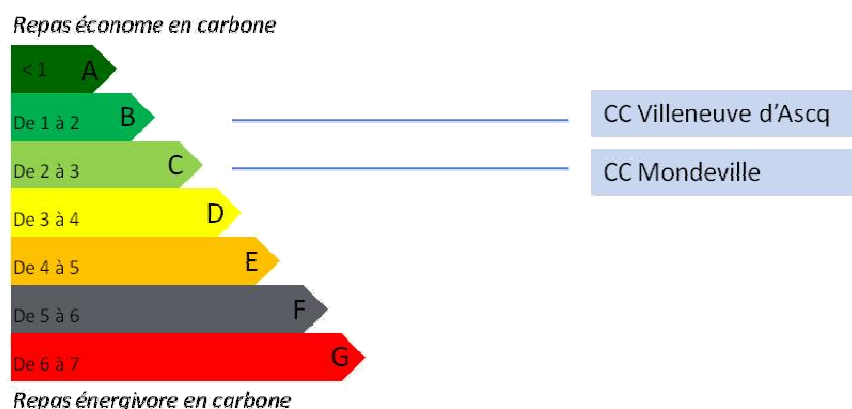 Repas économe en carbone
< 1 A
De 1 à 2 B
CC Villeneuve d'Ascq
De 2 à 3 C
CC Mondeville
De 3 à 4 D
De 4 à 5 E
De 5 à 6 F
De 6 à 7 G
Repas énergivore en carbone